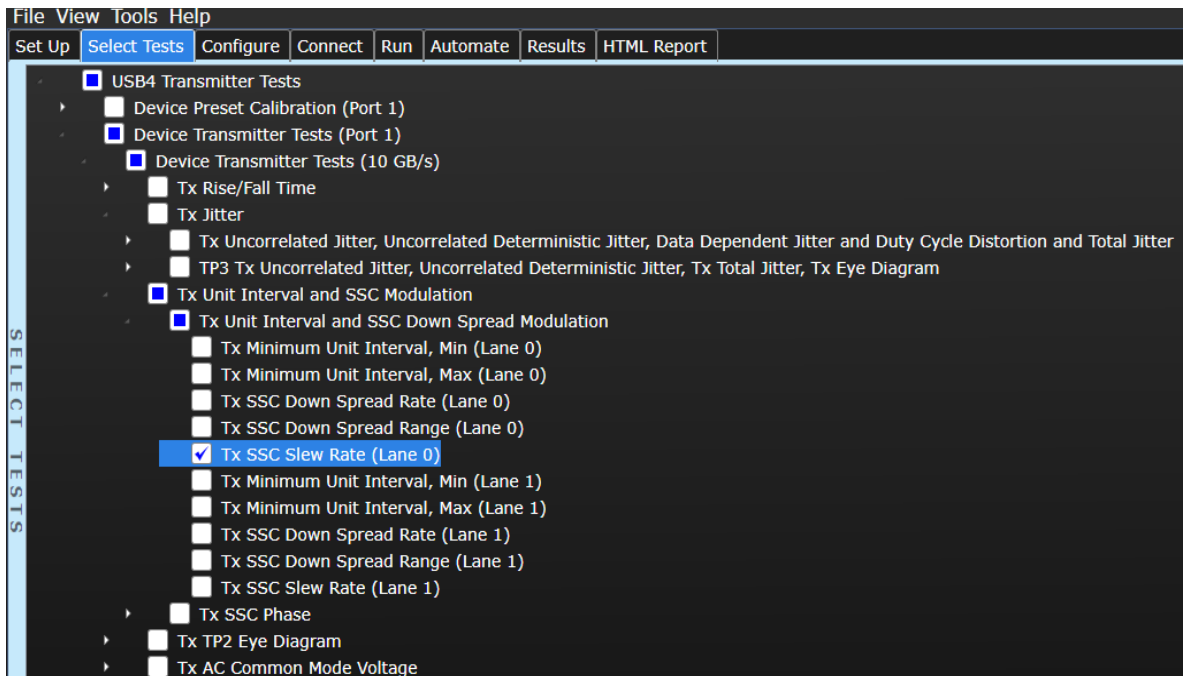 File View Tools Help
Set Up Select Tests Configure Connect Run Automate Results HTML Report
USB4 Transmitter Tests
Device Preset Calibration (Port 1)
Device Transmitter Tests (Port 1)
Device Transmitter Tests (10 GB/s)
Tx Rise/Fall Time
Tx Jitter
Tx Uncorrelated Jitter, Uncorrelated Deterministic Jitter, Data Dependent Jitter and Duty Cycle Distortion and Total Jitter
TP3 Tx Uncorrelated Jitter, Uncorrelated Deterministic Jitter, Tx Total Jitter, Tx Eye Diagram
Tx Unit Interval and SSC Modulation
Tx Unit Interval and SSC Down Spread Modulation
Tx Minimum Unit Interval, Min (Lane 0)
Tx Minimum Unit Interval, Max (Lane 0)
Tx SSC Down Spread Rate (Lane 0)
Tx SSC Down Spread Range (Lane 0)
Tx SSC Slew Rate (Lane 0)
Tx Minimum Unit Interval, Min (Lane 1)
Tx Minimum Unit Interval, Max (Lane 1)
Tx SSC Down Spread Rate (Lane 1)
Tx SSC Down Spread Range (Lane 1)
Tx SSC Slew Rate (Lane 1)
Tx SSC Phase
Tx TP2 Eye Diagram
Tx AC Common Mode Voltage
SELECT TESTS